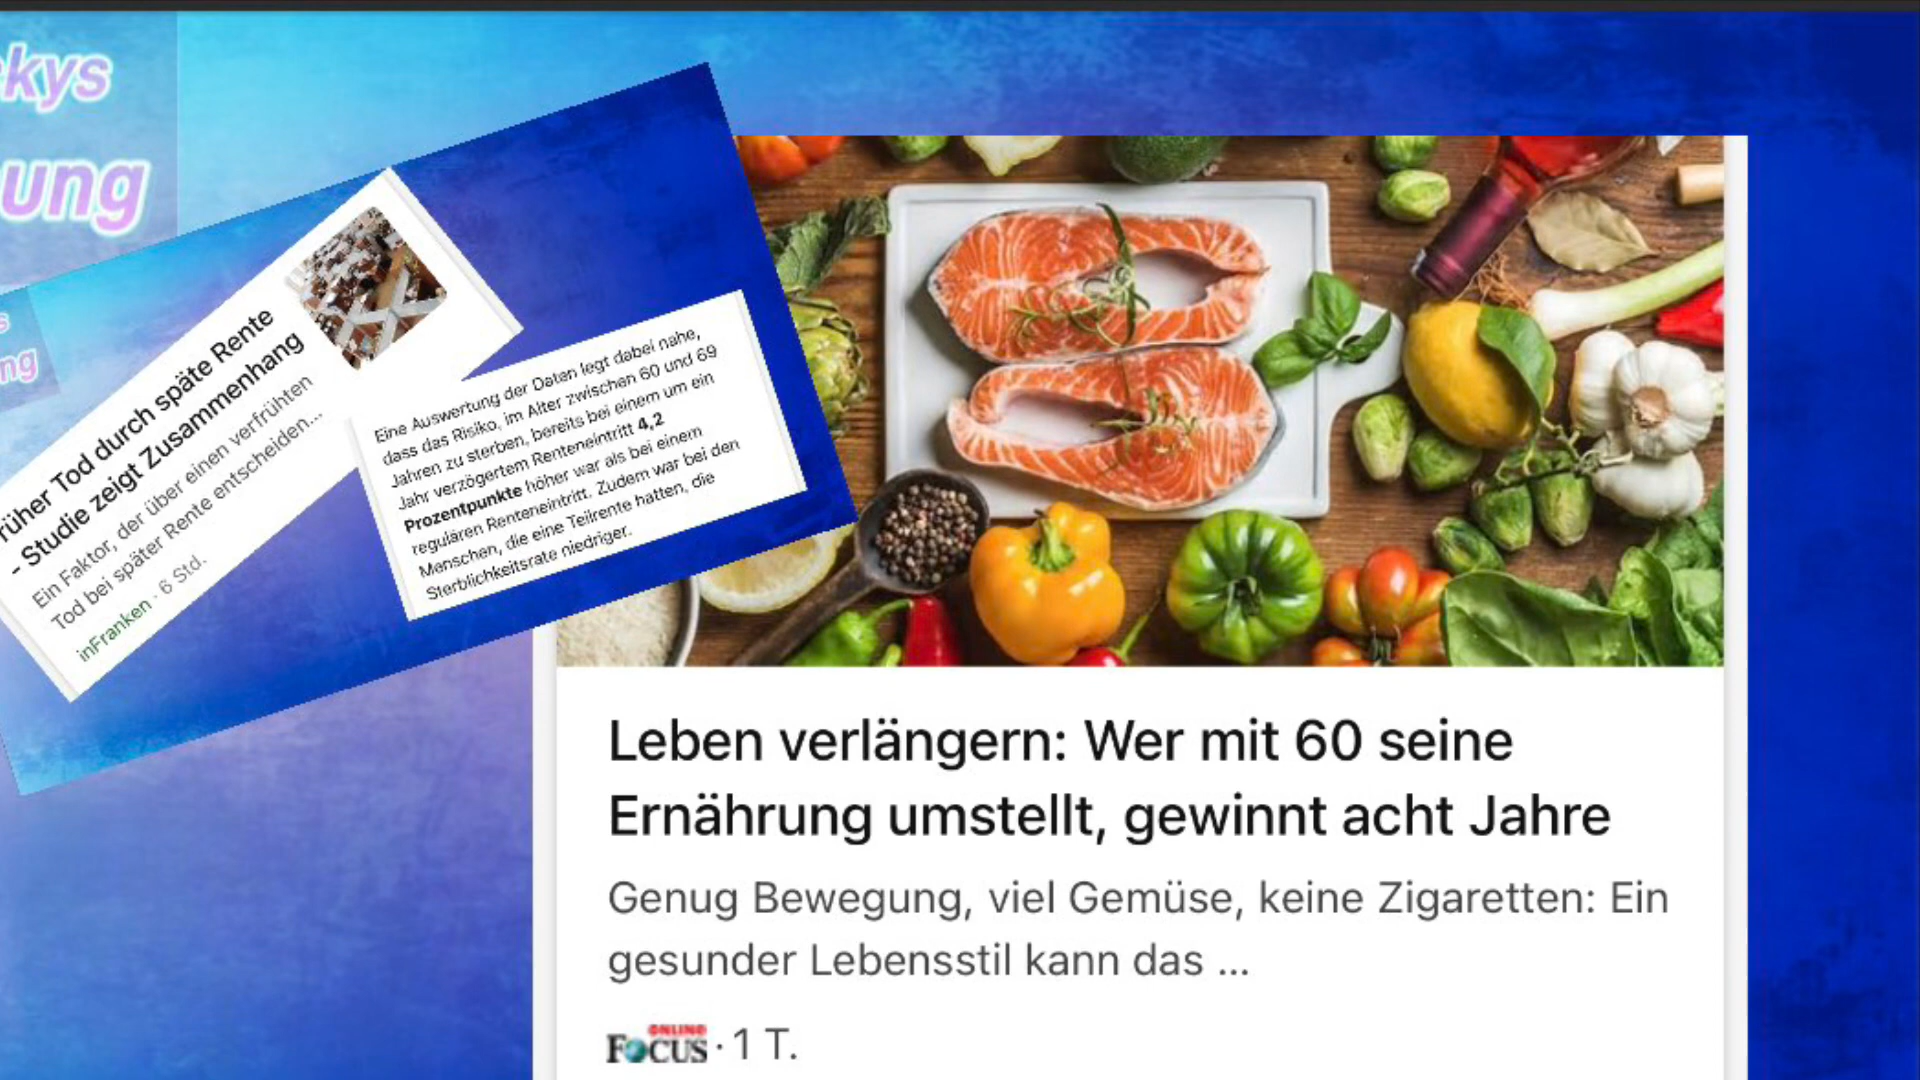 kys
ung
s
ng
rüher Tod durch späte Rente
- Studie zeigt Zusammenhang
Ein Faktor, der über einen verfrühten
Tod bei später Rente entscheiden...
inFranken · 6 Std.
Eine Auswertung der Daten legt dabei nahe,
dass das Risiko, im Alter zwischen 60 und 69
Jahren zu sterben, bereits bei einem um ein
Jahr verzögertem Renteneintritt 4,2
Prozentpunkte höher war als bei einem
regulären Renteneintritt. Zudem war bei den
Menschen, die eine Teilrente hatten, die
Sterblichkeitsrate niedriger.
Leben verlängern: Wer mit 60 seine
Ernährung umstellt, gewinnt acht Jahre
Genug Bewegung, viel Gemüse, keine Zigaretten: Ein
gesunder Lebensstil kann das ...
FOCUS ONLINE · 1 T.